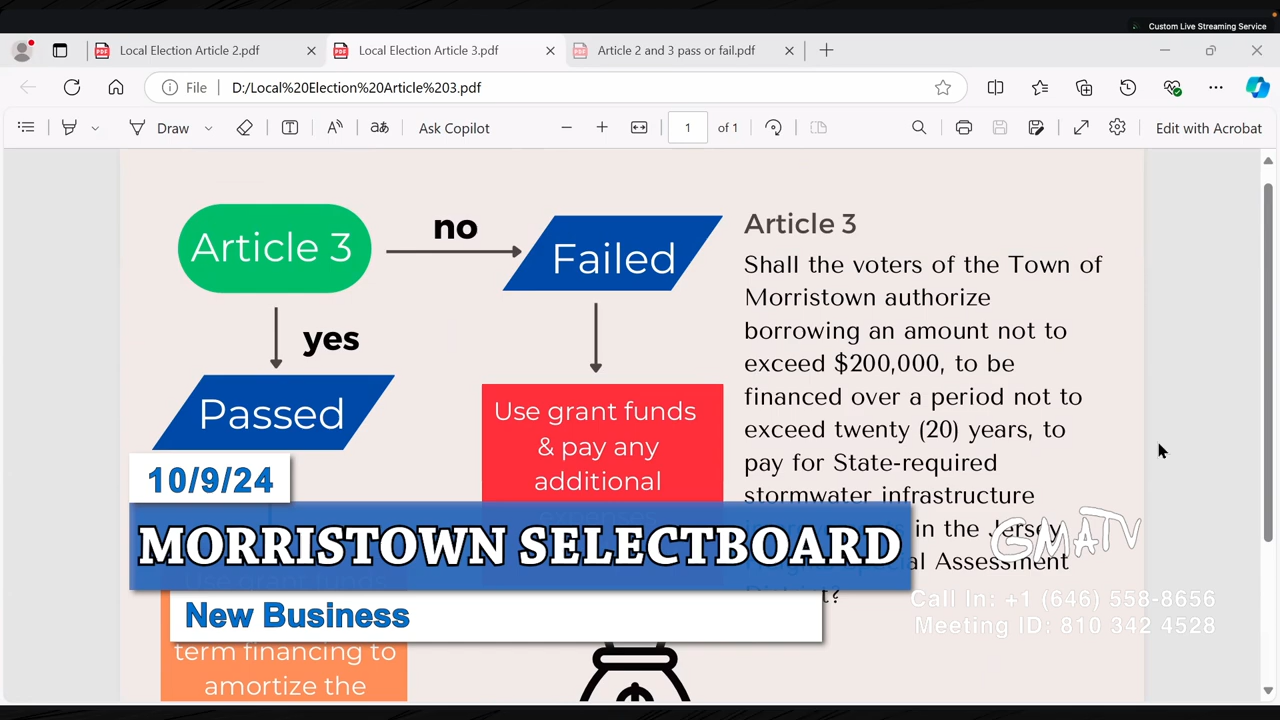 Custom Live Streaming Service
Local Election Article 2.pdf
Local Election Article 3.pdf
Article 2 and 3 pass or fail.pdf
File
D:/Local%20Election%20Article%203.pdf
Draw
Ask Copilot
1
of 1
Edit with Acrobat
Article 3
no
Failed
yes
Passed
Use grant funds
& pay any
additional
expenses
Article 3
Shall the voters of the Town of
Morristown authorize
borrowing an amount not to
exceed $200,000, to be
financed over a period not to
exceed twenty (20) years, to
pay for State-required
stormwater infrastructure
in the Jersey
Assessment
10/9/24
MORRISTOWN SELECTBOARD
New Business
Use grant funds
term financing to
amortize the
GMATV
Call In: +1 (646) 558-8656
Meeting ID: 810 342 4528